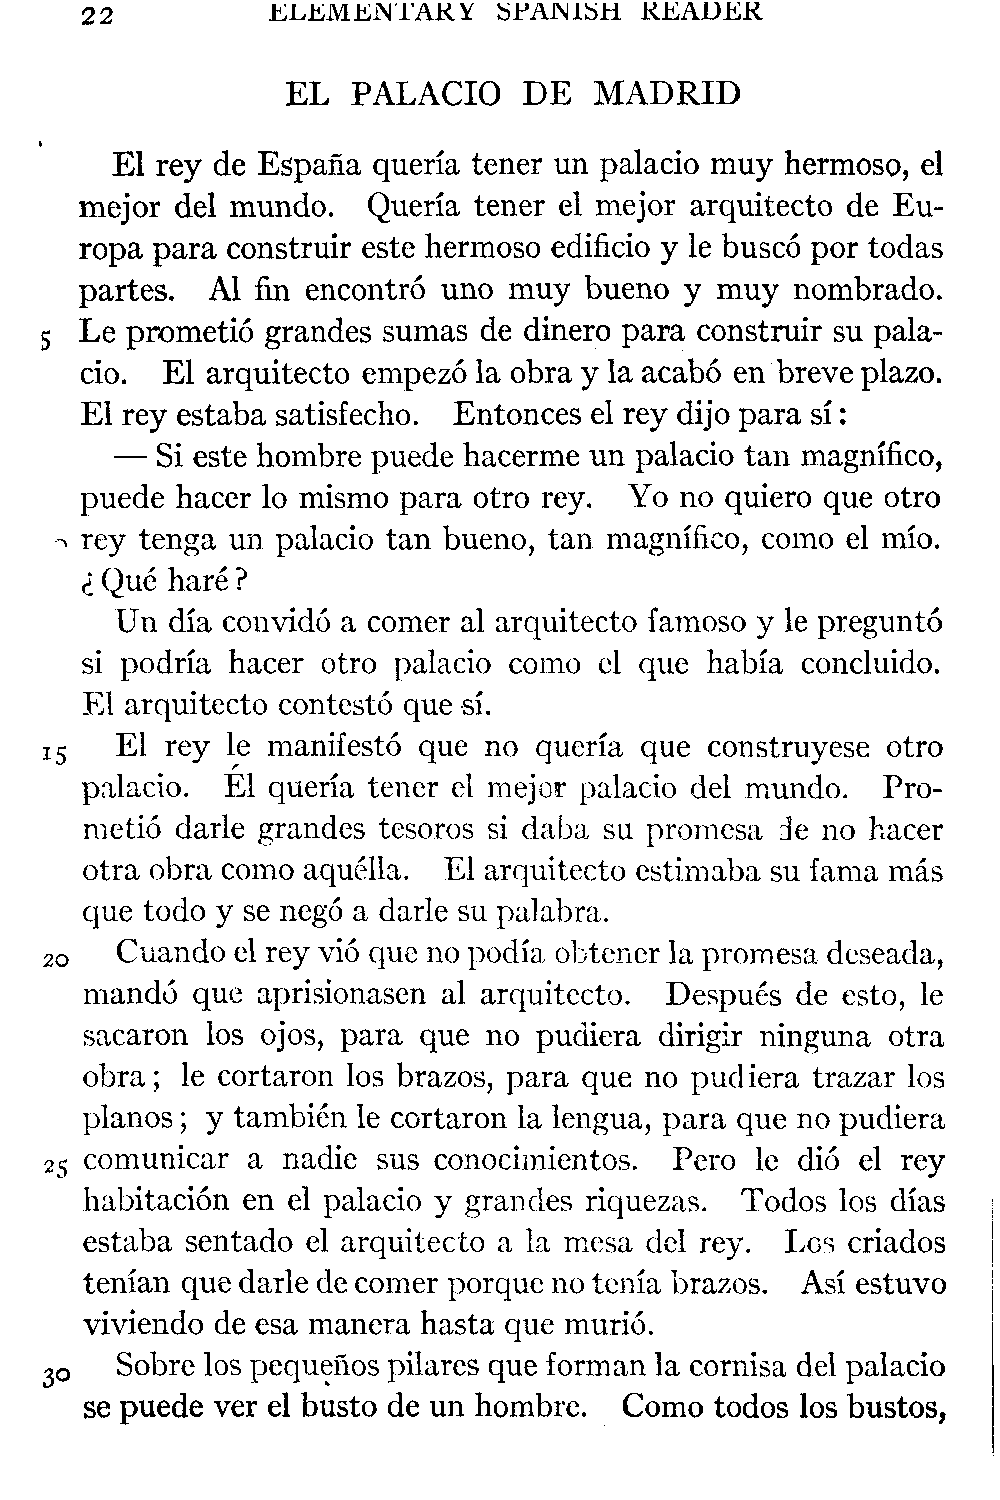 22 ELEMENTARY SPANISH READER
EL PALACIO DE MADRID
El rey de España quería tener un palacio muy hermoso, el
mejor del mundo. Quería tener el mejor arquitecto de Eu-
ropa para construir este hermoso edificio y le buscó por todas
partes. Al fin encontró uno muy bueno y muy nombrado.
5 Le prometió grandes sumas de dinero para construir su pala-
cio. El arquitecto empezó la obra y la acabó en breve plazo.
El rey estaba satisfecho. Entonces el rey dijo para sí:
— Si este hombre puede hacerme un palacio tan magnífico,
puede hacer lo mismo para otro rey. Yo no quiero que otro
rey tenga un palacio tan bueno, tan magnífico, como el mío.
¿Qué haré?
Un día convidó a comer al arquitecto famoso y le preguntó
si podría hacer otro palacio como el que había concluido.
El arquitecto contestó que sí.
15 El rey le manifestó que no quería que construyese otro
palacio. Él quería tener el mejor palacio del mundo. Pro-
metió darle grandes tesoros si daba su promesa de no hacer
otra obra como aquélla. El arquitecto estimaba su fama más
que todo y se negó a darle su palabra.
20 Cuando el rey vió que no podía obtener la promesa deseada,
mandó que aprisionasen al arquitecto. Después de esto, le
sacaron los ojos, para que no pudiera dirigir ninguna otra
obra; le cortaron los brazos, para que no pudiera trazar los
planos; y también le cortaron la lengua, para que no pudiera
25 comunicar a nadie sus conocimientos. Pero le dió el rey
habitación en el palacio y grandes riquezas. Todos los días
estaba sentado el arquitecto a la mesa del rey. Los criados
tenían que darle de comer porque no tenía brazos. Así estuvo
viviendo de esa manera hasta que murió.
30 Sobre los pequeños pilares que forman la cornisa del palacio
se puede ver el busto de un hombre. Como todos los bustos,